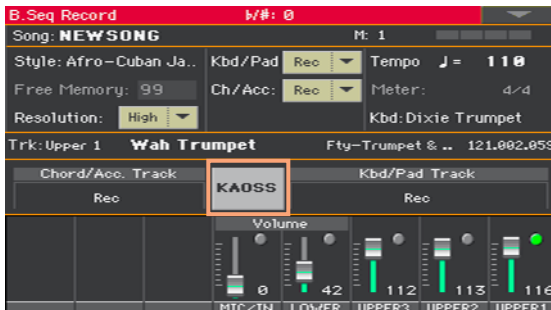 B.Seq Record ♭/#: 0
Song: NEWSONG M: 1
Style: Afro-Cuban Ja.. Kbd/Pad Rec Tempo ♩= 110
Free Memory: 99 Ch/Acc: Rec Meter: 4/4
Resolution: High Kbd:Dixie Trumpet
Trk:Upper 1 Wah Trumpet Fty-Trumpet & .. 121.002.059
Chord/Acc. Track KAOSS Kbd/Pad Track
Rec Rec
Volume
0 42 112 113 116
MIC/IN LOWER UPPER3 UPPER2 UPPER1